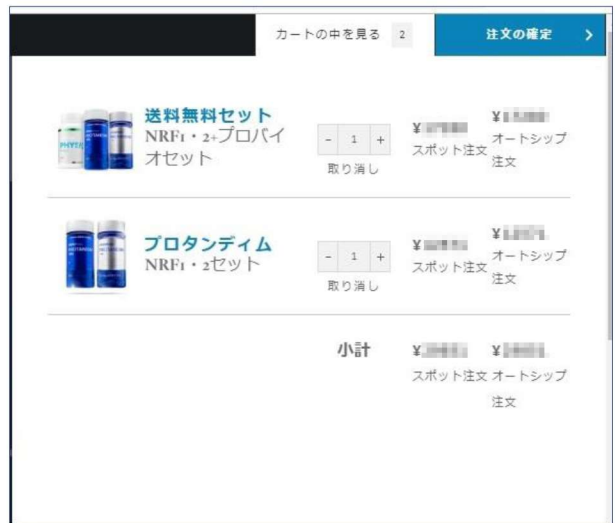 カートの中を見る 2
注文の確定 >
送料無料セット
NRF1・2+プロバイ
オセット
- 1 +
取り消し
¥
スポット注文
¥
オートシップ
注文
プロタンディム
NRF1・2セット
- 1 +
取り消し
¥
スポット注文
¥
オートシップ
注文
小計
¥
スポット注文
¥
オートシップ
注文